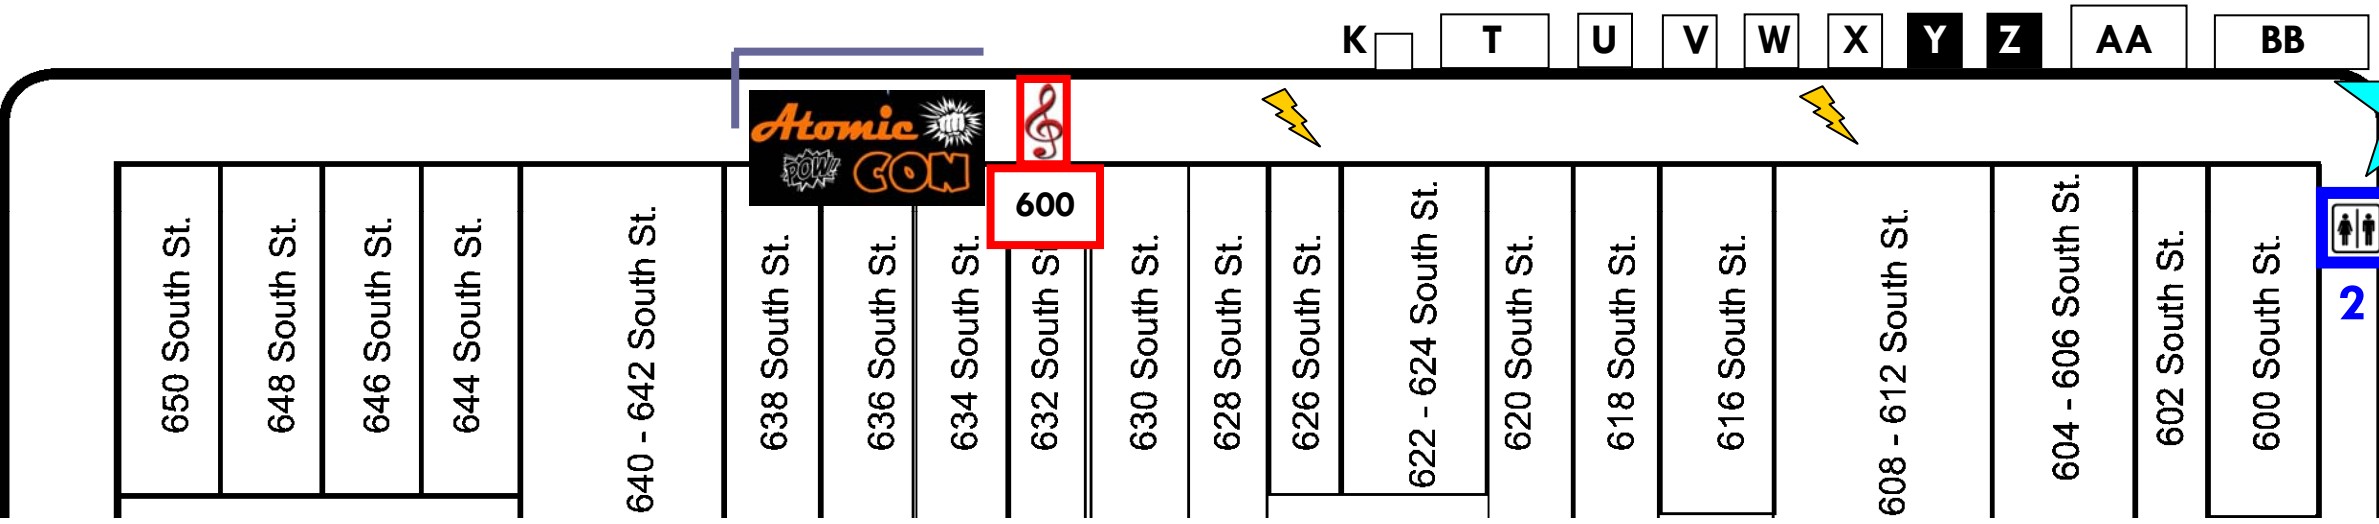 K T U V W X Y Z AA BB
Atomic
POW!
CON
600
650 South St.
648 South St.
646 South St.
644 South St.
640 - 642 South St.
638 South St.
636 South St.
634 South St.
632 South St.
630 South St.
628 South St.
626 South St.
622 - 624 South St.
620 South St.
618 South St.
616 South St.
608 - 612 South St.
604 - 606 South St.
602 South St.
600 South St.
2